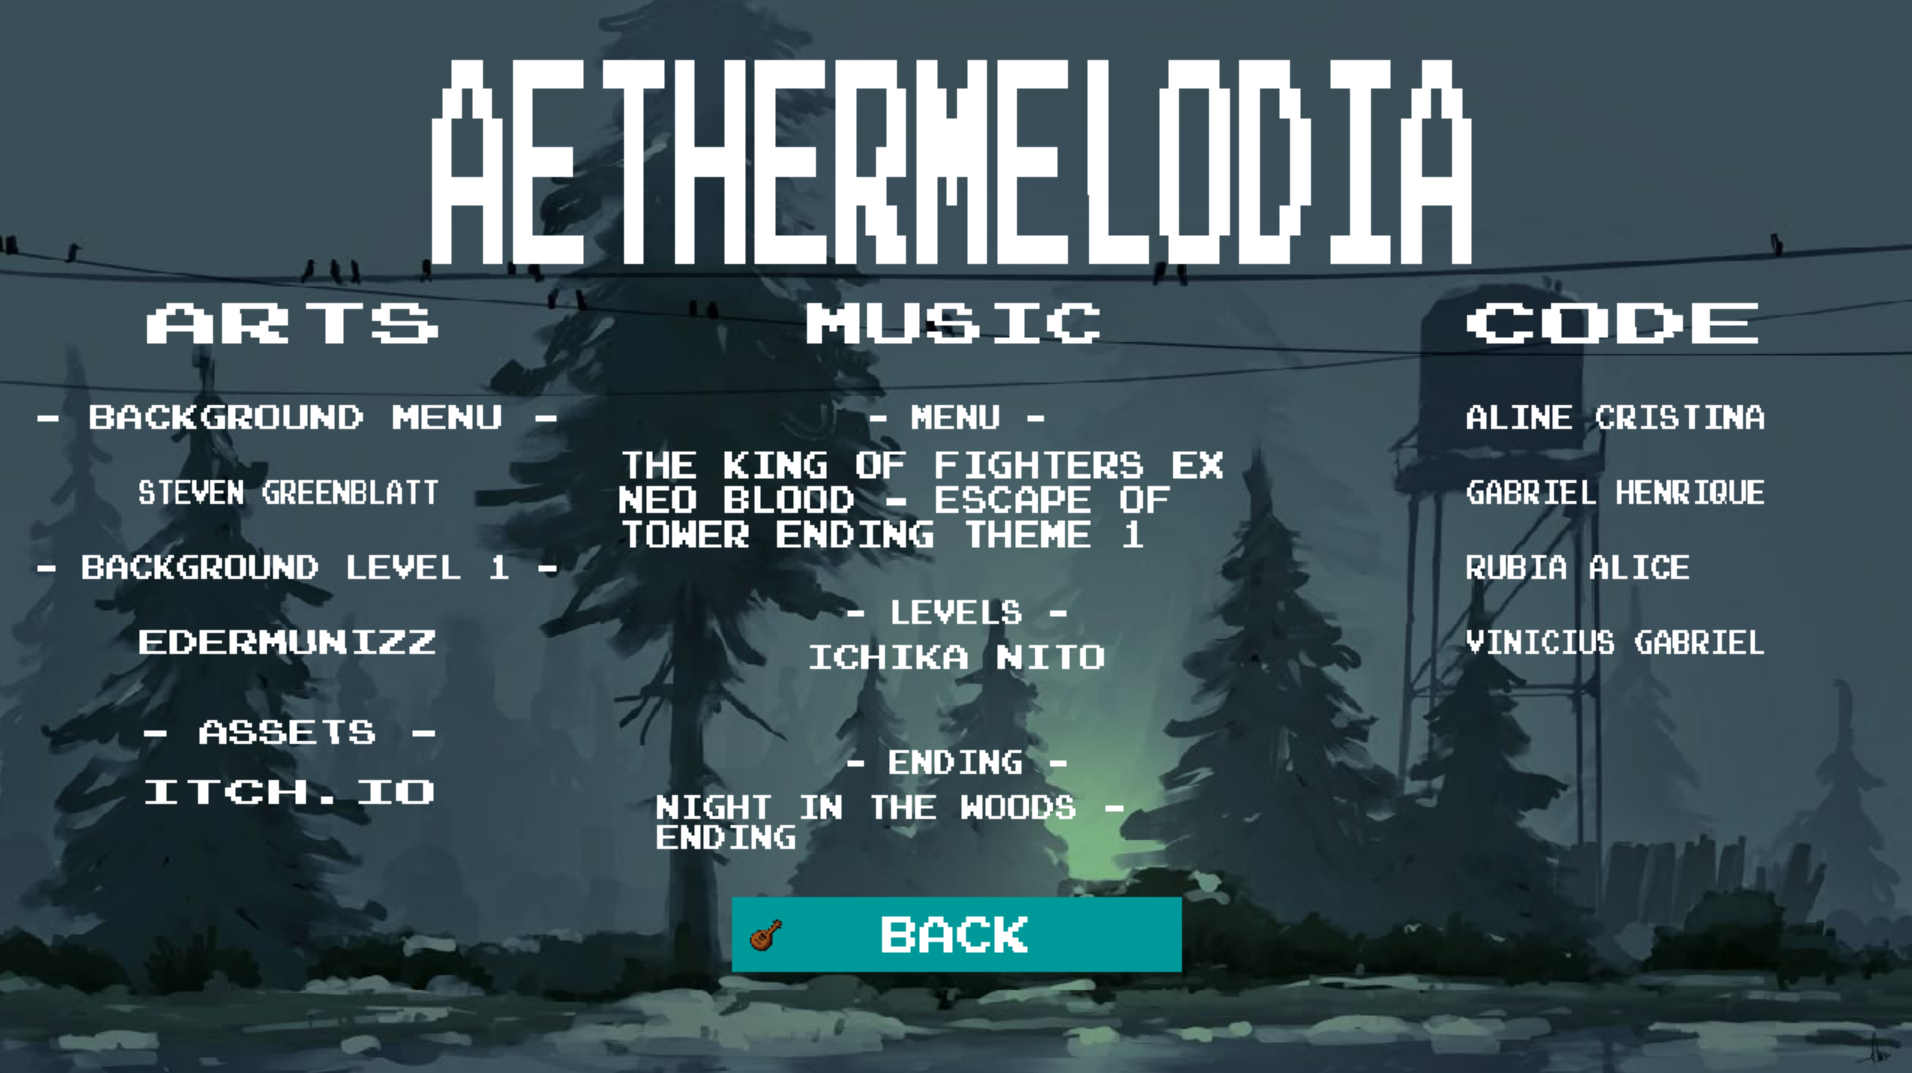 AETHERMELODIA
ARTS
- BACKGROUND MENU -
STEVEN GREENBLATT
- BACKGROUND LEVEL 1 -
EDERMUNIZZ
- ASSETS -
ITCH.IO
MUSIC
- MENU -
THE KING OF FIGHTERS EX
NEO BLOOD - ESCAPE OF
TOWER ENDING THEME 1
- LEVELS -
ICHIKA NITO
- ENDING -
NIGHT IN THE WOODS -
ENDING
CODE
ALINE CRISTINA
GABRIEL HENRIQUE
RUBIA ALICE
VINICIUS GABRIEL
BACK